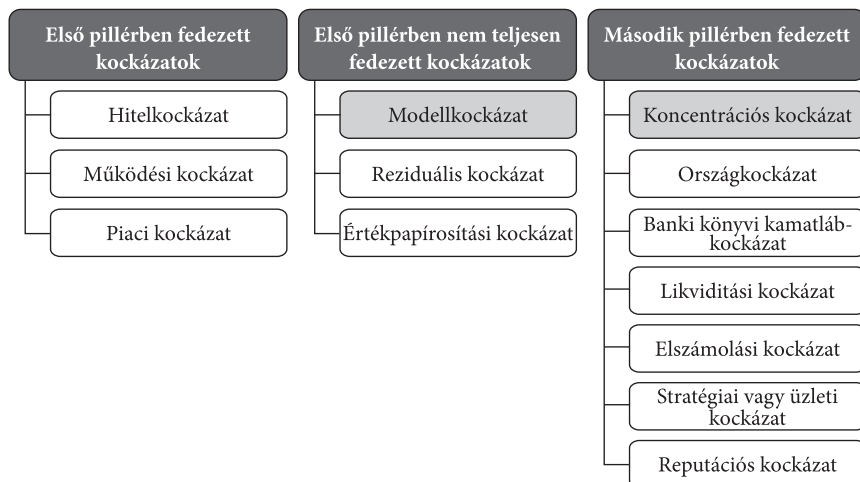 Első pillérben fedezett
kockázatok
Hitelkockázat
Működési kockázat
Piaci kockázat
Első pillérben nem teljesen
fedezett kockázatok
Modellkockázat
Reziduális kockázat
Értékpapírosítási kockázat
Második pillérben fedezett
kockázatok
Koncentrációs kockázat
Országkockázat
Banki könyvi kamatláb-
kockázat
Likviditási kockázat
Elszámolási kockázat
Stratégiai vagy üzleti
kockázat
Reputációs kockázat